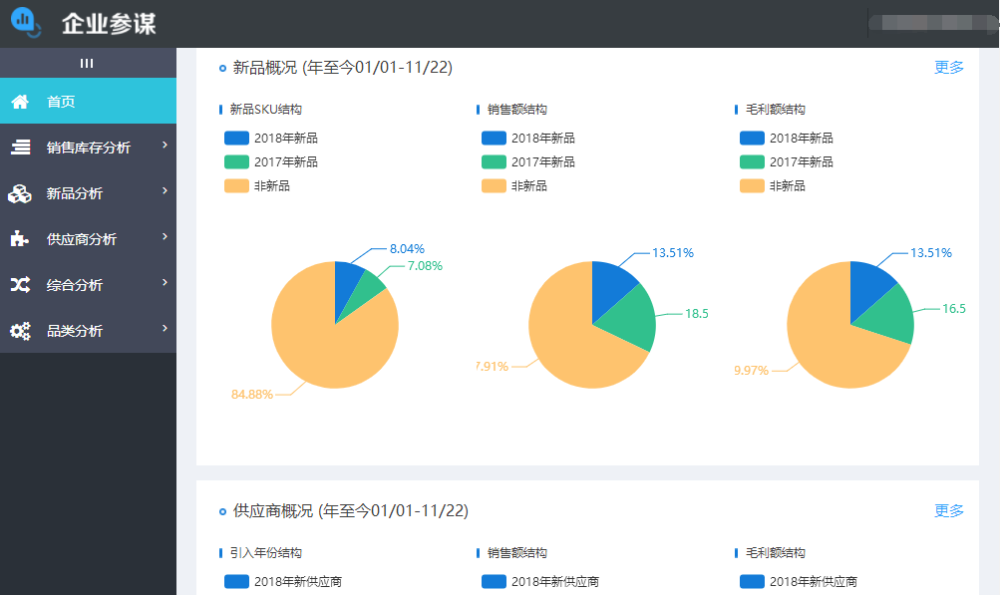 企业参谋
首页
销售库存分析
新品分析
供应商分析
综合分析
品类分析
新品概况 (年至今01/01-11/22)
更多
新品SKU结构
2018年新品
2017年新品
非新品
8.04%
7.08%
84.88%
销售额结构
2018年新品
2017年新品
非新品
13.51%
18.5
7.91%
毛利额结构
2018年新品
2017年新品
非新品
13.51%
16.5
9.97%
供应商概况 (年至今01/01-11/22)
更多
引入年份结构
2018年新供应商
销售额结构
2018年新供应商
毛利额结构
2018年新供应商